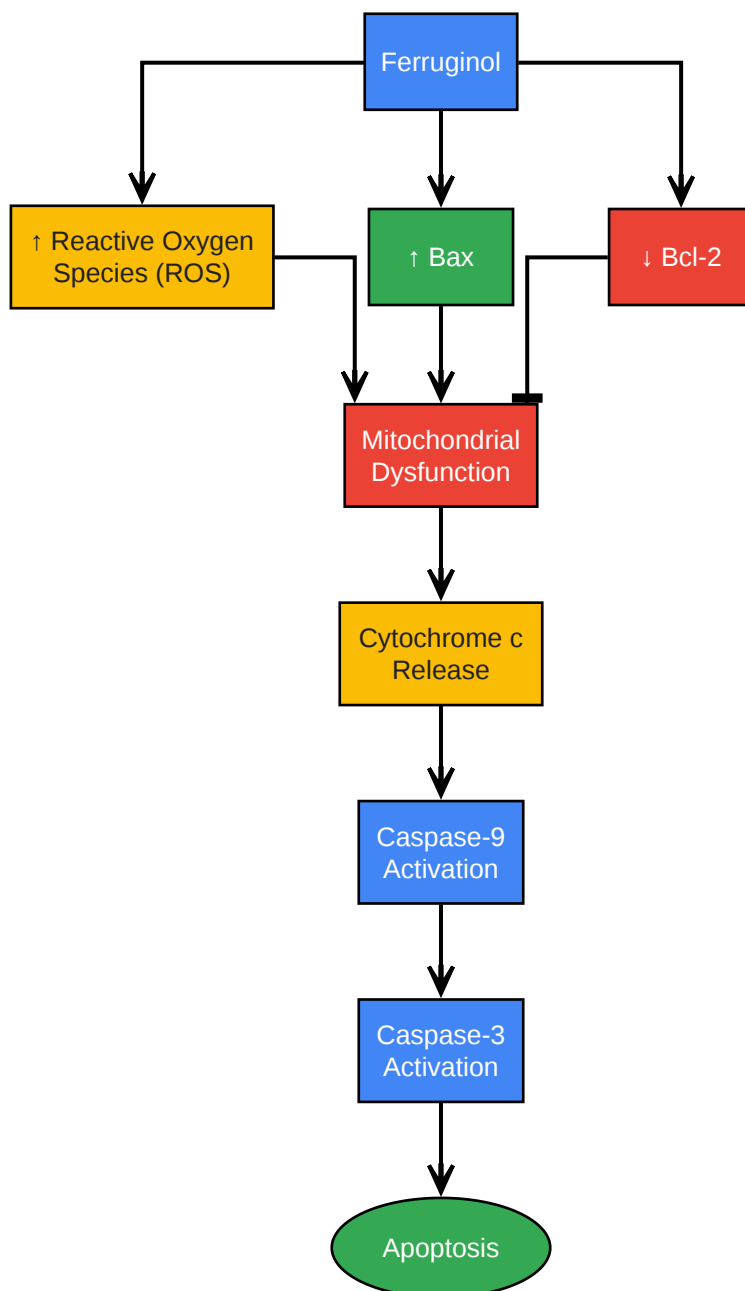 Ferruginol
↑ Reactive Oxygen
Species (ROS)
↑ Bax
↓ Bcl-2
Mitochondrial
Dysfunction
Cytochrome c
Release
Caspase-9
Activation
Caspase-3
Activation
Apoptosis